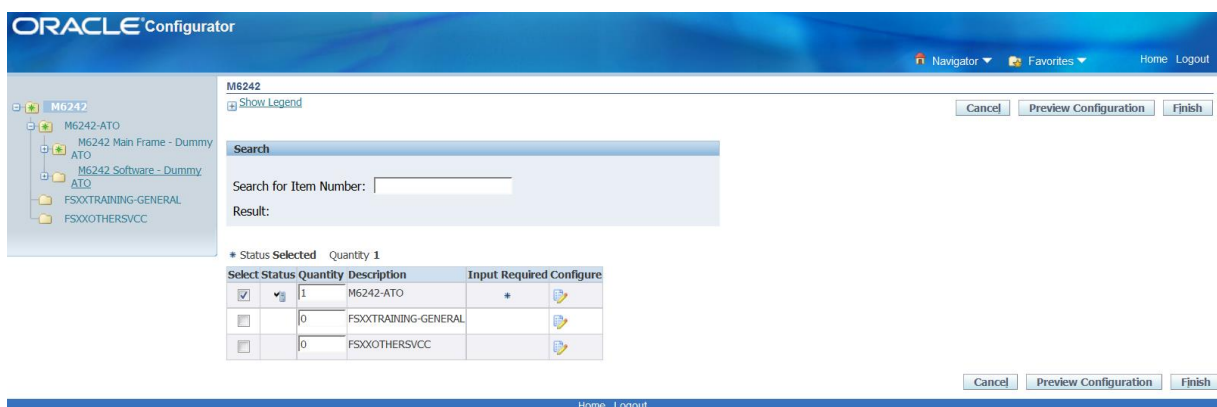 ORACLE Configurator
Navigator Favorites Home Logout
M6242
M6242-ATO
M6242 Main Frame - Dummy
ATO
M6242 Software - Dummy
ATO
FSXXTRAINING-GENERAL
FSXXOTHERSVCC
M6242
Show Legend
Cancel Preview Configuration Finish
Search
Search for Item Number:
Result:
* Status Selected Quantity 1
Select Status Quantity Description Input Required Configure
1 M6242-ATO *
0 FSXXTRAINING-GENERAL
0 FSXXOTHERSVCC
Cancel Preview Configuration Finish
Home Logout